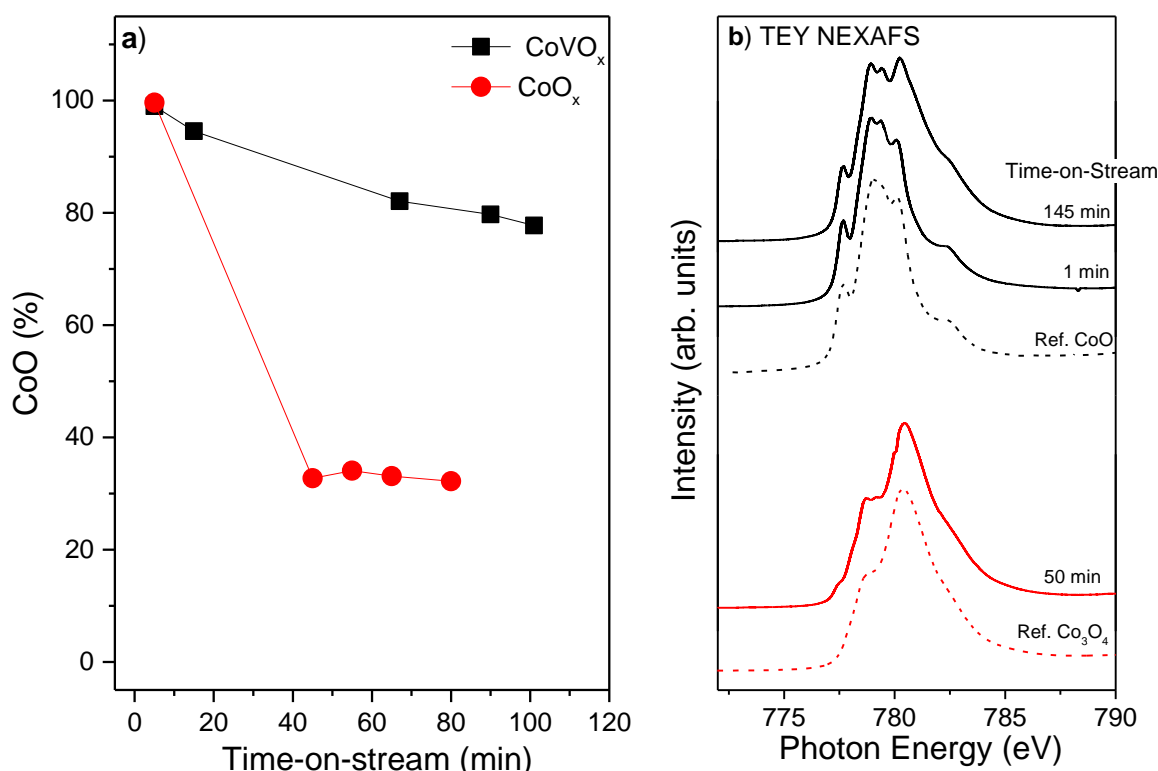 a)
CoVOₓ
CoOₓ
100
80
60
40
20
0
CoO (%)
0 20 40 60 80 100 120
Time-on-stream (min)
b) TEY NEXAFS
Time-on-Stream
145 min
1 min
Ref. CoO
50 min
Ref. Co₃O₄
Intensity (arb. units)
775 780 785 790
Photon Energy (eV)